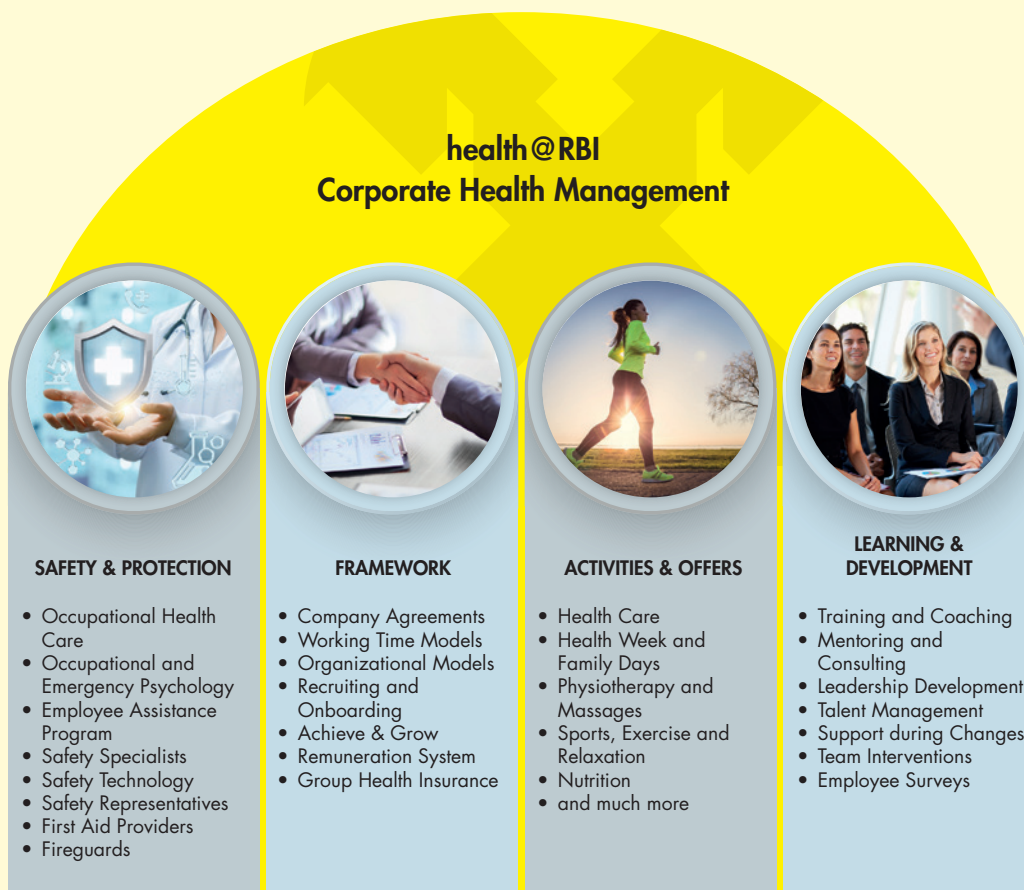 health@RBI
Corporate Health Management
SAFETY & PROTECTION
• Occupational Health
Care
• Occupational and
Emergency Psychology
• Employee Assistance
Program
• Safety Specialists
• Safety Technology
• Safety Representatives
• First Aid Providers
• Fireguards
FRAMEWORK
• Company Agreements
• Working Time Models
• Organizational Models
• Recruiting and
Onboarding
• Achieve & Grow
• Remuneration System
• Group Health Insurance
ACTIVITIES & OFFERS
• Health Care
• Health Week and
Family Days
• Physiotherapy and
Massages
• Sports, Exercise and
Relaxation
• Nutrition
• and much more
LEARNING &
DEVELOPMENT
• Training and Coaching
• Mentoring and
Consulting
• Leadership Development
• Talent Management
• Support during Changes
• Team Interventions
• Employee Surveys